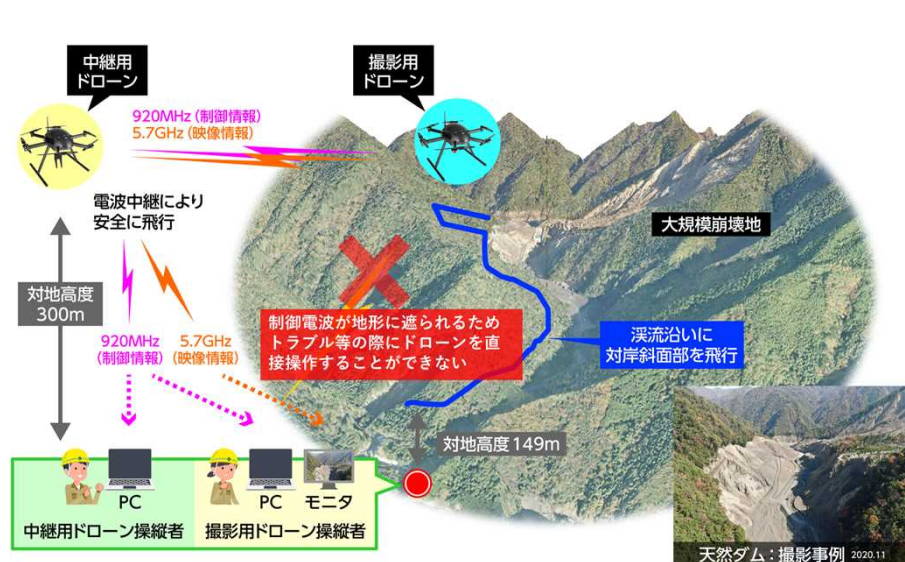 中継用
ドローン
撮影用
ドローン
920MHz（制御情報）
5.7GHz（映像情報）
電波中継により
安全に飛行
大規模崩壊地
対地高度
300m
制御電波が地形に遮られるため
トラブル等の際にドローンを直
接操作することができない
渓流沿いに
対岸斜面部を飛行
920MHz
（制御情報）
5.7GHz
（映像情報）
対地高度149m
PC
PC
モニタ
中継用ドローン操縦者
撮影用ドローン操縦者
天然ダム：撮影事例 2020.11